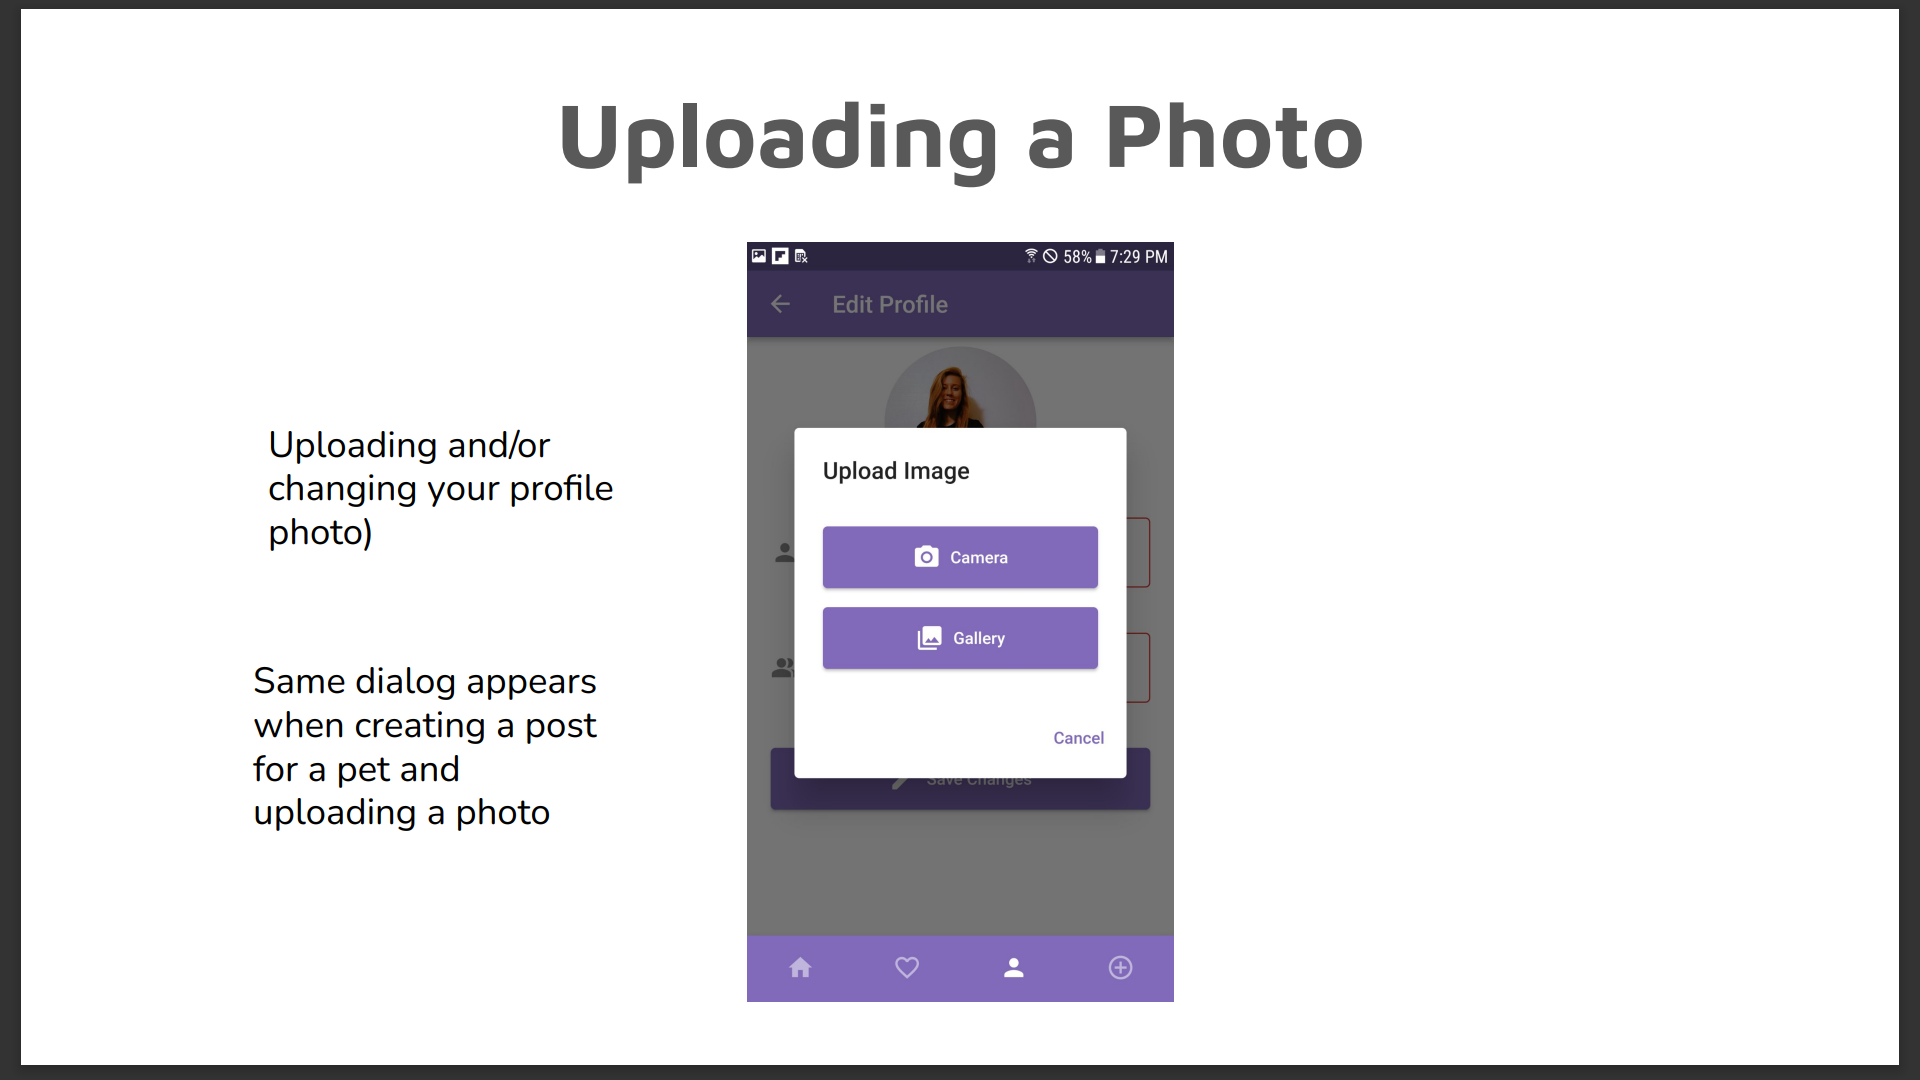 Uploading a Photo
58% 7:29 PM
Edit Profile
Uploading and/or
changing your profile
photo)
Upload Image
Camera
Gallery
Same dialog appears
when creating a post
for a pet and
uploading a photo
Cancel
Save Changes